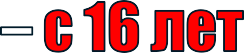 – с 16 лет